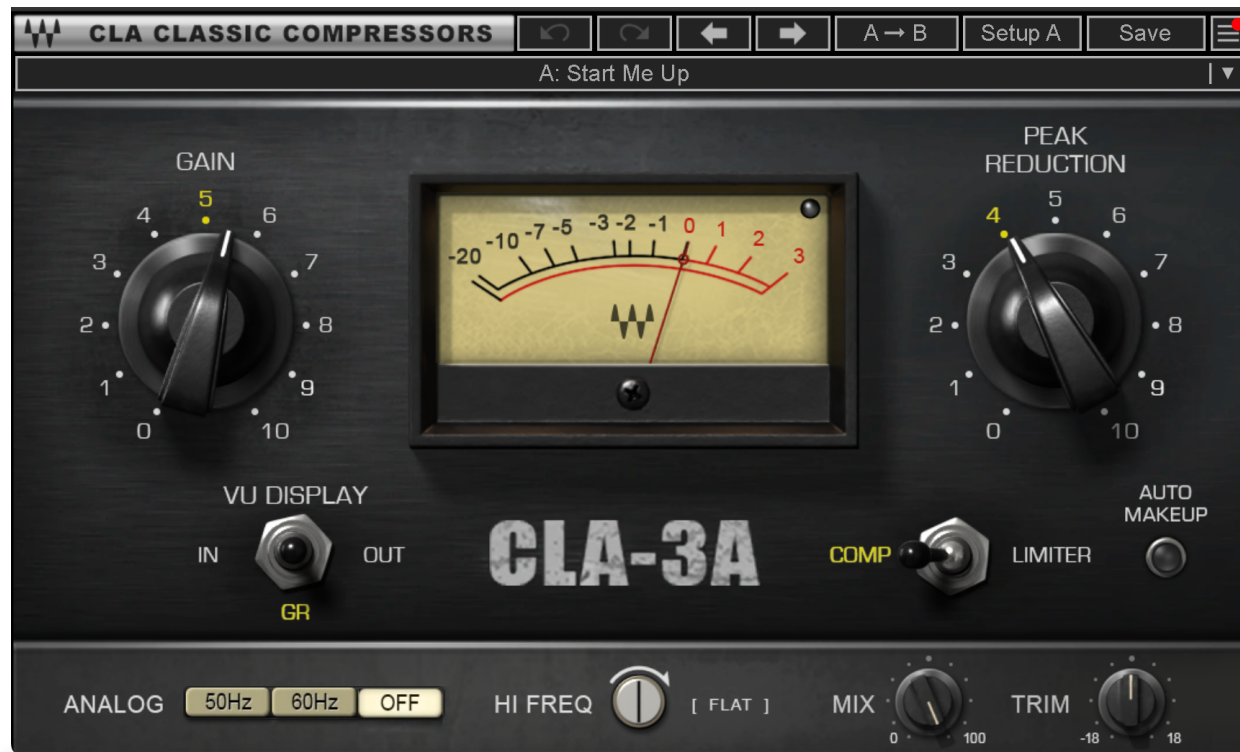 CLA CLASSIC COMPRESSORS
A → B
Setup A
Save
A: Start Me Up
GAIN
0 1 2 3 4 5 6 7 8 9 10
-20 -10 -7 -5 -3 -2 -1 0 1 2 3
PEAK
REDUCTION
0 1 2 3 4 5 6 7 8 9 10
VU DISPLAY
IN
OUT
GR
CLA-3A
COMP
LIMITER
AUTO
MAKEUP
ANALOG
50Hz
60Hz
OFF
HI FREQ
[ FLAT ]
MIX
0 100
TRIM
-18 18